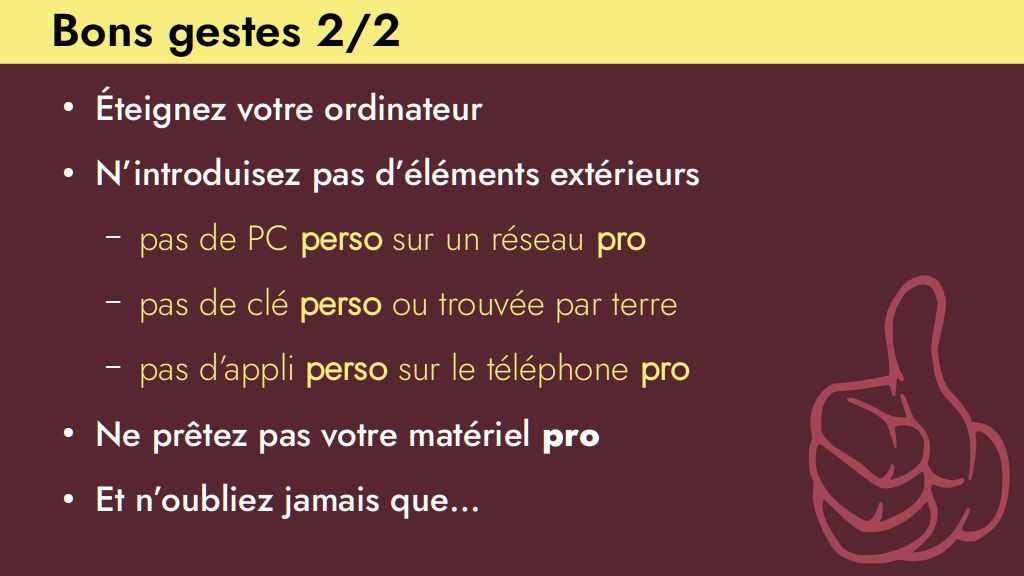 Bons gestes 2/2
• Éteignez votre ordinateur
• N’introduisez pas d’éléments extérieurs
– pas de PC perso sur un réseau pro
– pas de clé perso ou trouvée par terre
– pas d’appli perso sur le téléphone pro
• Ne prêtez pas votre matériel pro
• Et n’oubliez jamais que…